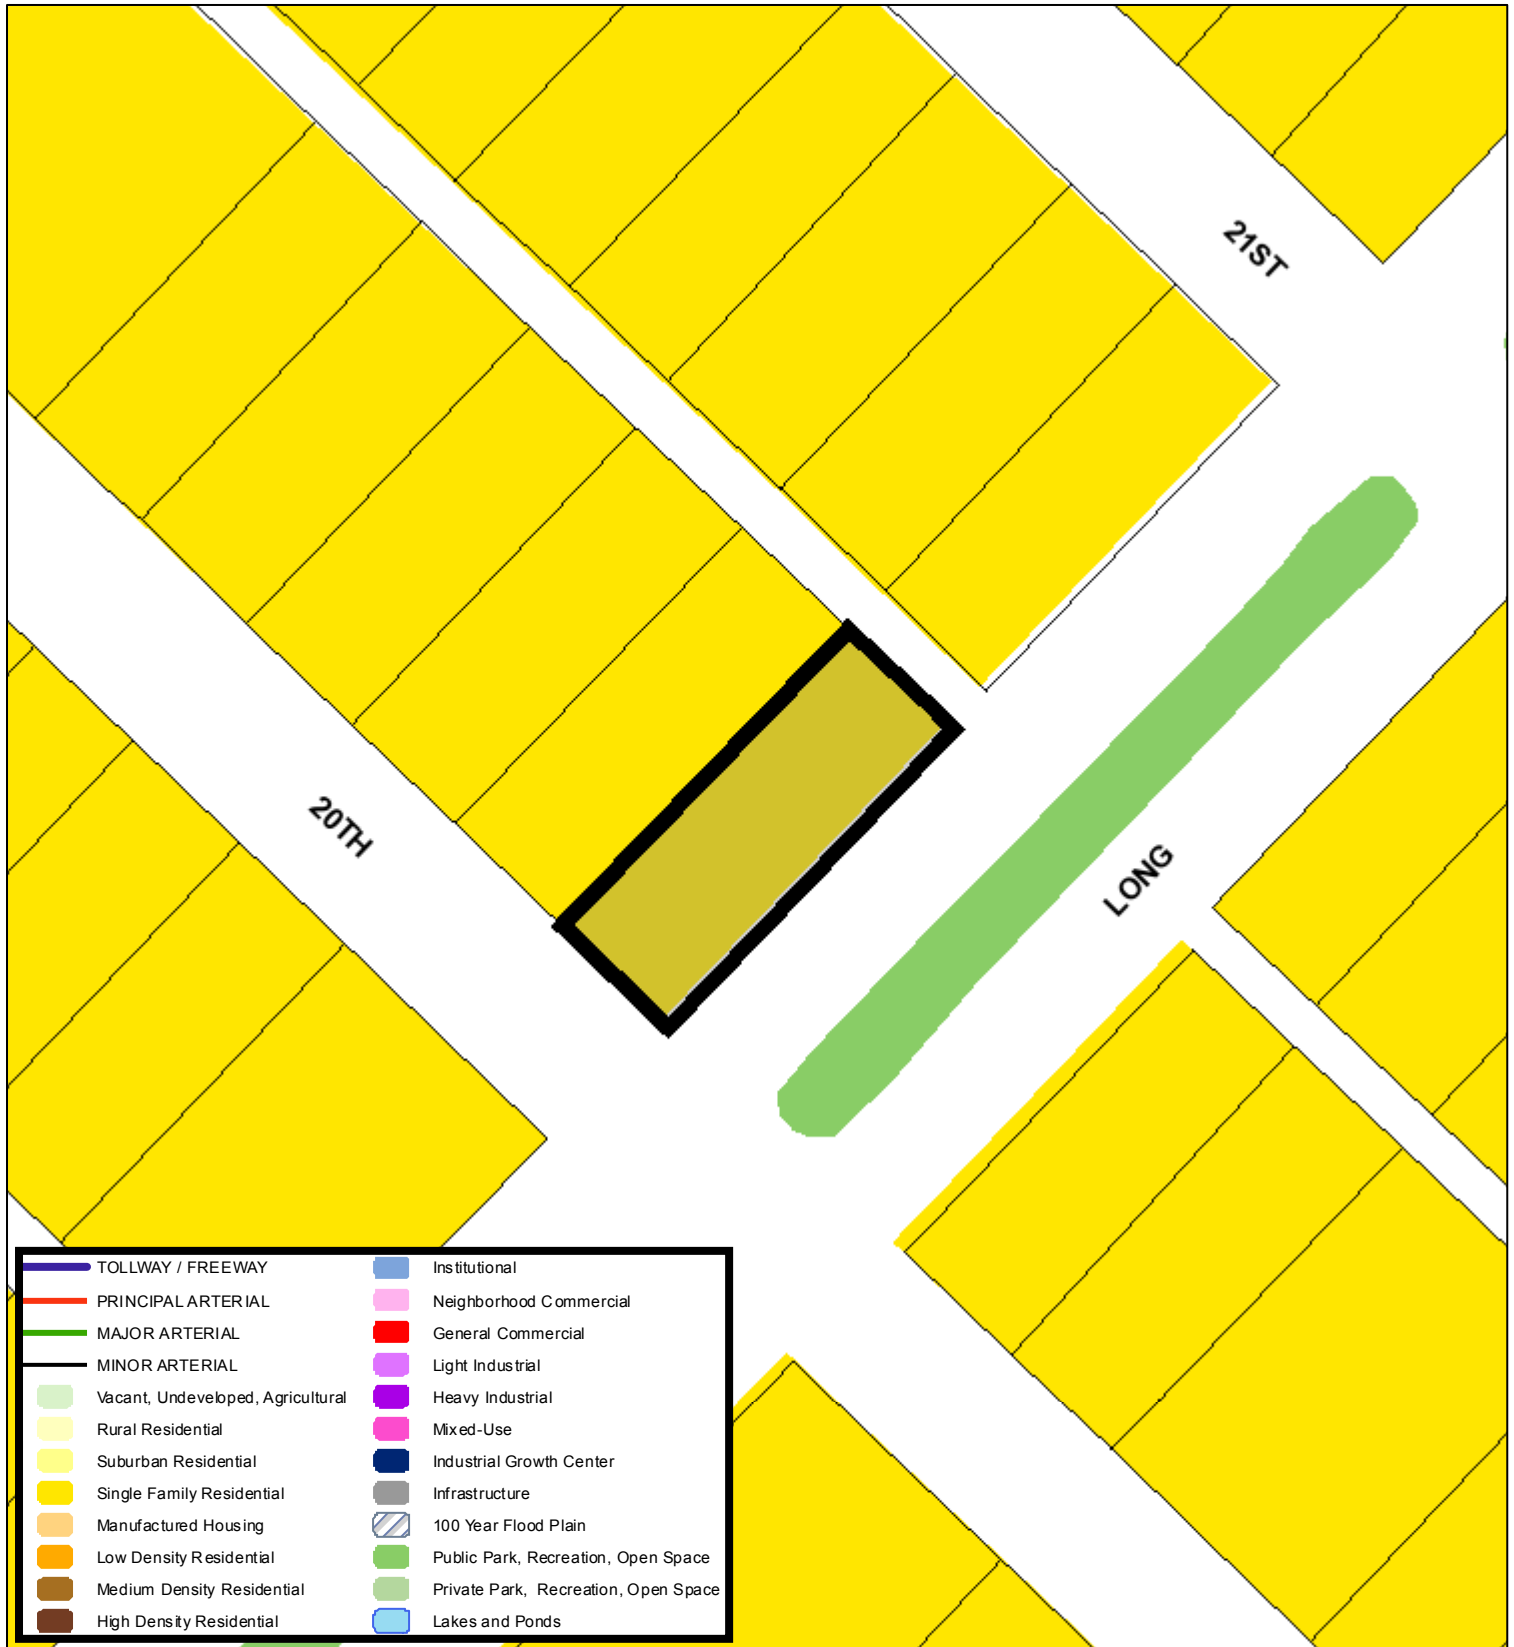 21ST
20TH
LONG
TOLLWAY / FREEWAY
PRINCIPAL ARTERIAL
MAJOR ARTERIAL
MINOR ARTERIAL
Vacant, Undeveloped, Agricultural
Rural Residential
Suburban Residential
Single Family Residential
Manufactured Housing
Low Density Residential
Medium Density Residential
High Density Residential
Institutional
Neighborhood Commercial
General Commercial
Light Industrial
Heavy Industrial
Mixed-Use
Industrial Growth Center
Infrastructure
100 Year Flood Plain
Public Park, Recreation, Open Space
Private Park, Recreation, Open Space
Lakes and Ponds